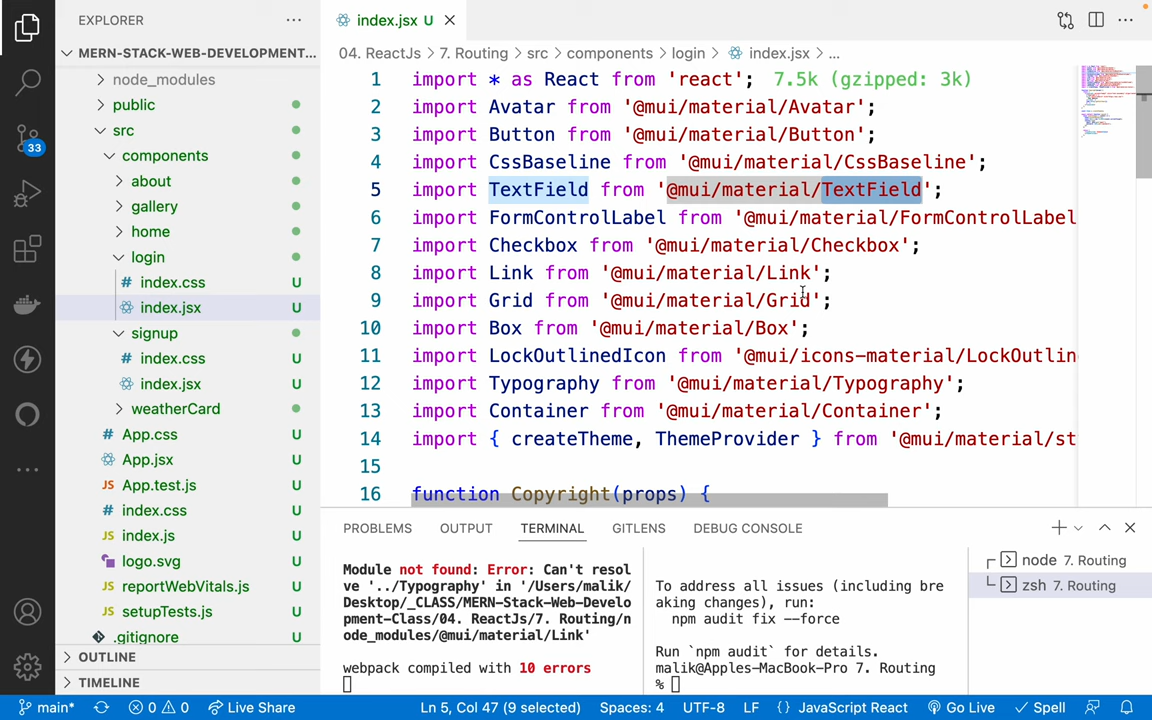 EXPLORER
MERN-STACK-WEB-DEVELOPMENT...
node_modules
public
src
components
about
gallery
home
login
# index.css U
index.jsx U
signup
# index.css U
index.jsx U
weatherCard
# App.css U
App.jsx U
JS App.test.js U
# index.css U
JS index.js U
logo.svg U
JS reportWebVitals.js U
JS setupTests.js U
.gitignore U
OUTLINE
TIMELINE
33
index.jsx U
04. ReactJs > 7. Routing > src > components > login > index.jsx > ...
1 import * as React from 'react'; 7.5k (gzipped: 3k)
2 import Avatar from '@mui/material/Avatar';
3 import Button from '@mui/material/Button';
4 import CssBaseline from '@mui/material/CssBaseline';
5 import TextField from '@mui/material/TextField';
6 import FormControlLabel from '@mui/material/FormControlLabel
7 import Checkbox from '@mui/material/Checkbox';
8 import Link from '@mui/material/Link';
9 import Grid from '@mui/material/Grid';
10 import Box from '@mui/material/Box';
11 import LockOutlinedIcon from '@mui/icons-material/LockOutlin
12 import Typography from '@mui/material/Typography';
13 import Container from '@mui/material/Container';
14 import { createTheme, ThemeProvider } from '@mui/material/st
15
16 function Copyright(props) {
PROBLEMS OUTPUT TERMINAL GITLENS DEBUG CONSOLE
Module not found: Error: Can't resol
ve '../Typography' in '/Users/malik/
Desktop/_CLASS/MERN-Stack-Web-Develo
pment-Class/04. ReactJs/7. Routing/n
ode_modules/@mui/material/Link'
webpack compiled with 10 errors
To address all issues (including bre
aking changes), run:
npm audit fix --force
Run `npm audit` for details.
malik@Apples-MacBook-Pro 7. Routing
%
node 7. Routing
zsh 7. Routing
main* 0 0 Live Share Ln 5, Col 47 (9 selected) Spaces: 4 UTF-8 LF {} JavaScript React Go Live Spell